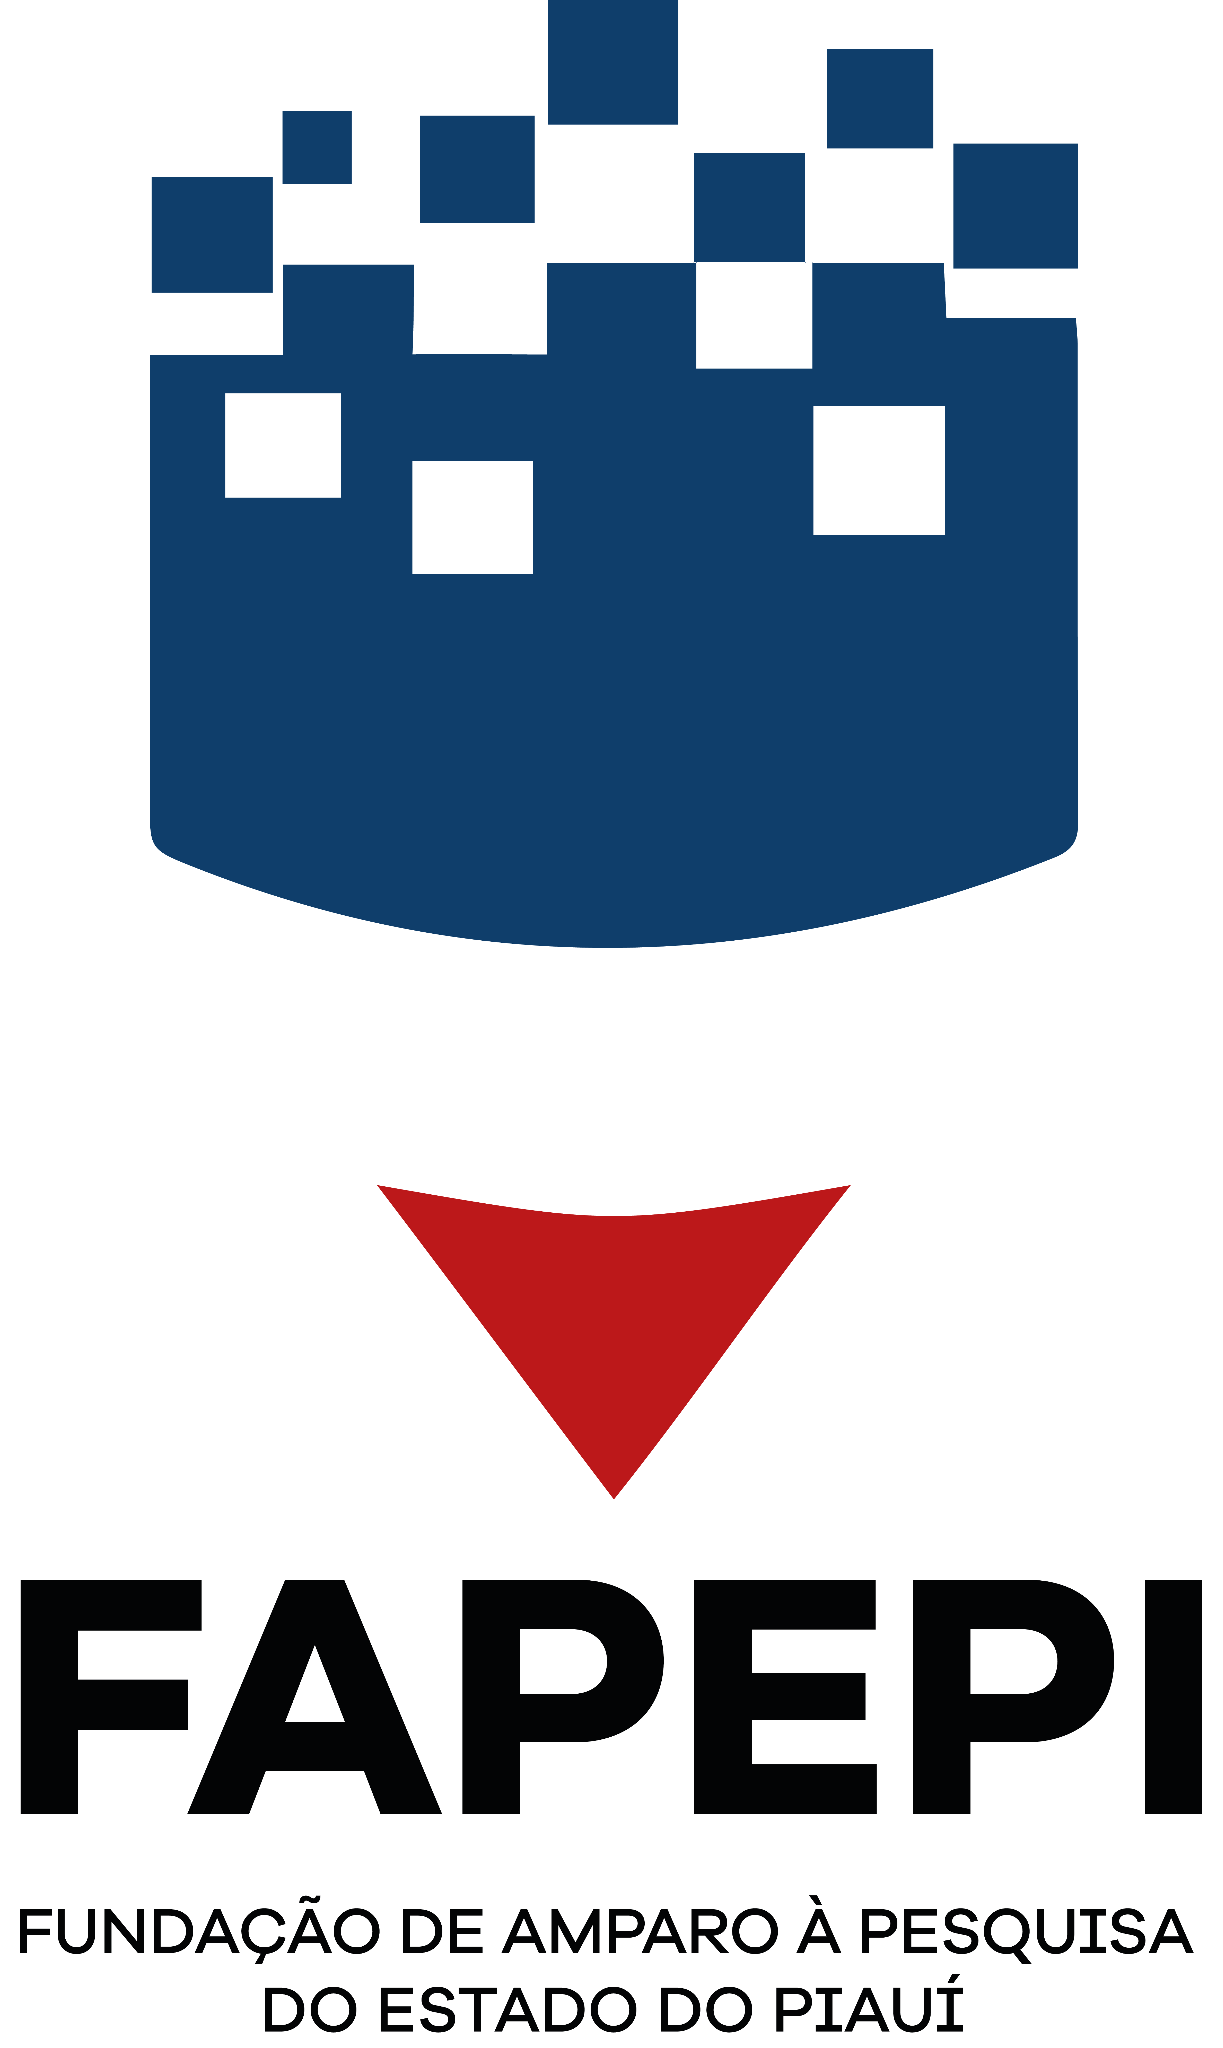 FAPEPI
FUNDAÇÃO DE AMPARO À PESQUISA
DO ESTADO DO PIAUÍ